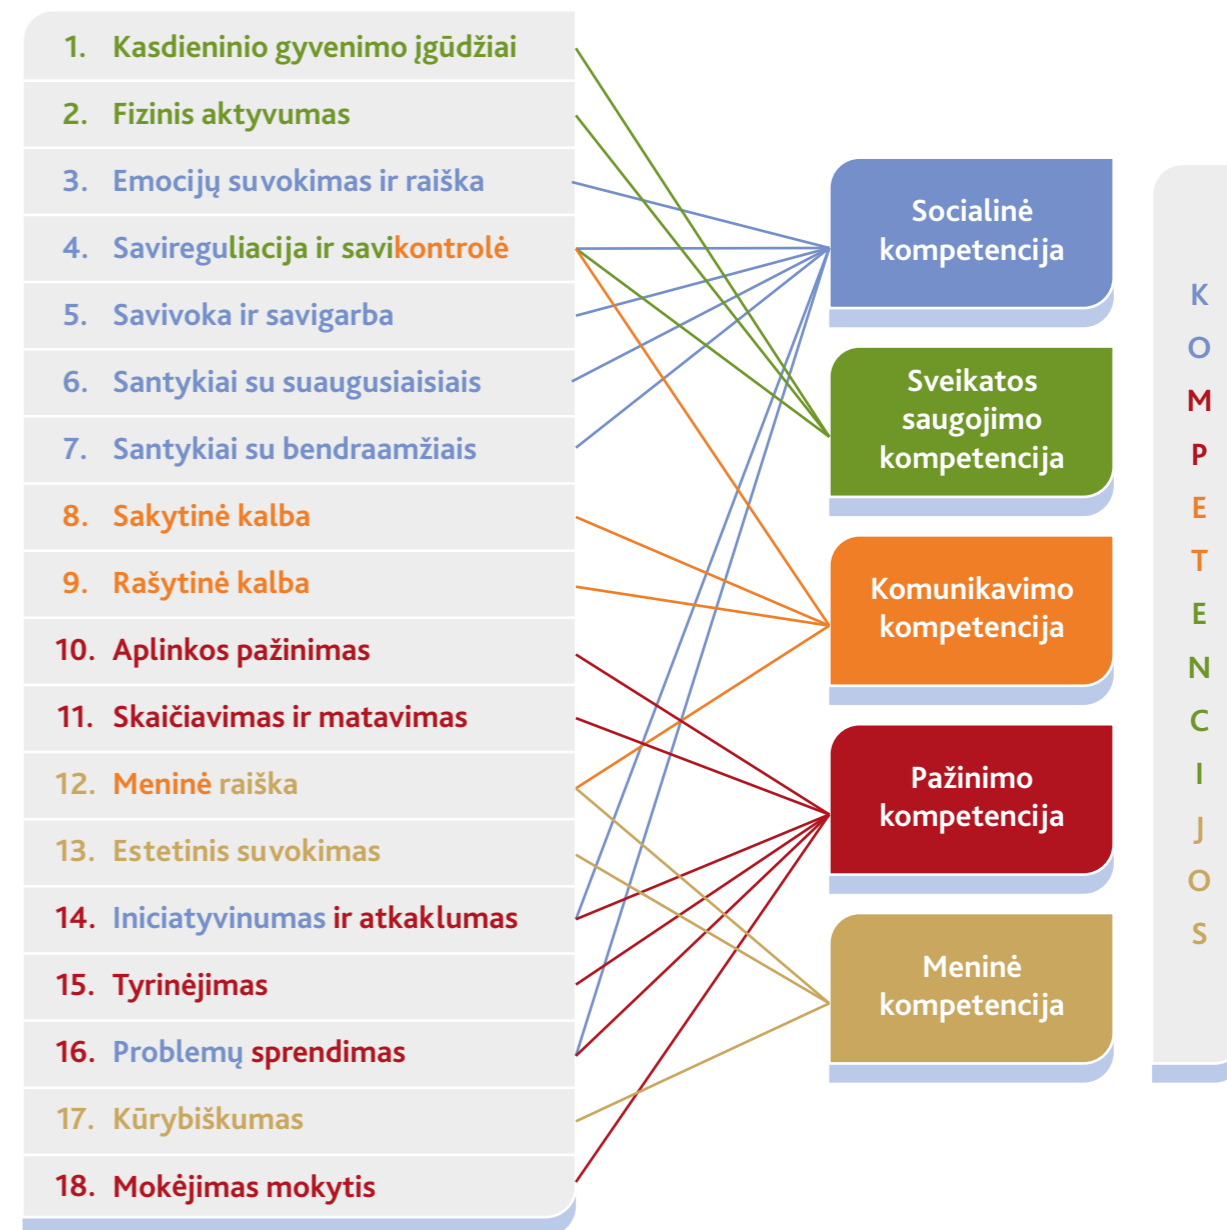 1. Kasdieninio gyvenimo įgūdžiai
2. Fizinis aktyvumas
3. Emocijų suvokimas ir raiška
4. Savireguliacija ir savikontrolė
5. Savivoka ir savigarba
6. Santykiai su suaugusiaisiais
7. Santykiai su bendraamžiais
8. Sakytinė kalba
9. Rašytinė kalba
10. Aplinkos pažinimas
11. Skaičiavimas ir matavimas
12. Meninė raiška
13. Estetinis suvokimas
14. Iniciatyvinumas ir atkaklumas
15. Tyrinėjimas
16. Problemų sprendimas
17. Kūrybiškumas
18. Mokėjimas mokytis
Socialinė
kompetencija
Sveikatos
saugojimo
kompetencija
Komunikavimo
kompetencija
Pažinimo
kompetencija
Meninė
kompetencija
K
O
M
P
E
T
E
N
C
I
J
O
S